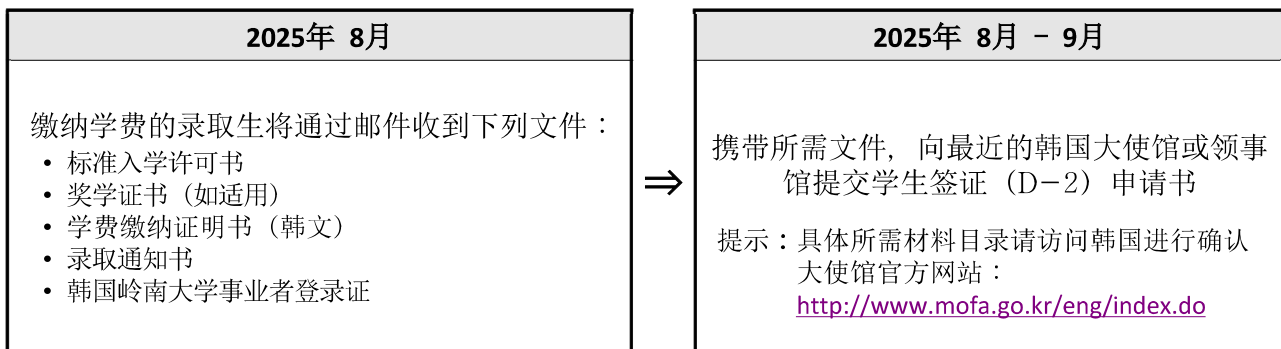 2025年 8月
缴纳学费的录取生将通过邮件收到下列文件：
• 标准入学许可书
• 奖学证书（如适用）
• 学费缴纳证明书（韩文）
• 录取通知书
• 韩国岭南大学事业者登录证
⇒
2025年 8月 - 9月
携带所需文件，向最近的韩国大使馆或领事
馆提交学生签证（D-2）申请书
提示：具体所需材料目录请访问韩国进行确认
大使馆官方网站：
http://www.mofa.go.kr/eng/index.do